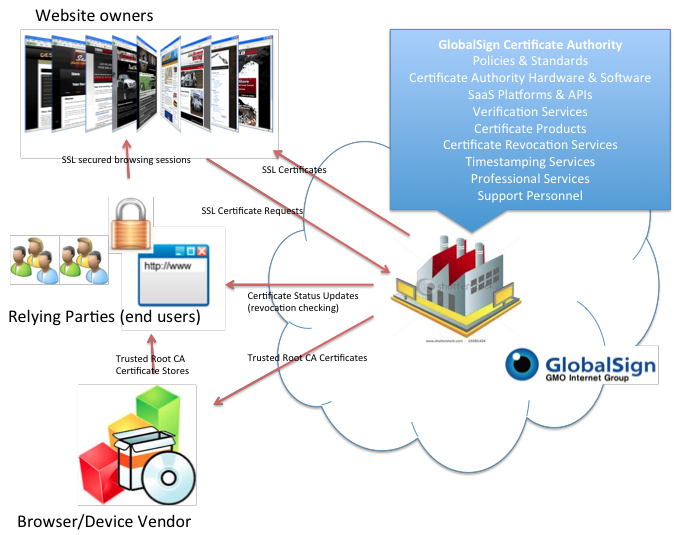 Website owners
GlobalSign Certificate Authority
Policies & Standards
Certificate Authority Hardware & Software
SaaS Platforms & APIs
Verification Services
Certificate Products
Certificate Revocation Services
Timestamping Services
Professional Services
Support Personnel
SSL secured browsing sessions
SSL Certificates
SSL Certificate Requests
http://www
Certificate Status Updates
(revocation checking)
Relying Parties (end users)
www.shutterstock.com
Trusted Root CA
Certificate Stores
Trusted Root CA Certificates
GlobalSign
GMO Internet Group
Browser/Device Vendor